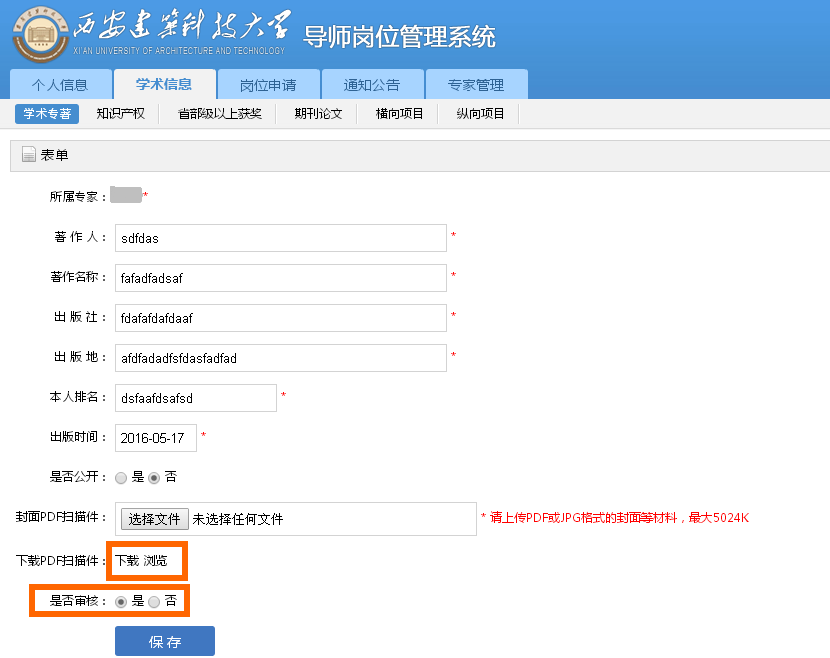 西安建筑科技大学
XI'AN UNIVERSITY OF ARCHITECTURE AND TECHNOLOGY
导师岗位管理系统
个人信息 学术信息 岗位申请 通知公告 专家管理
学术专著 知识产权 省部级以上获奖 期刊论文 横向项目 纵向项目
表单
所属专家： *
著 作 人： sdfdas *
著作名称： fafadfadsaf *
出 版 社： fdafafdafdaaf *
出 版 地： afdfadadfsfdasfadfad *
本人排名： dsfaafdsafsd *
出版时间： 2016-05-17 *
是否公开： 是 否
封面PDF扫描件： 选择文件 未选择任何文件 * 请上传PDF或JPG格式的封面等材料，最大5024K
下载PDF扫描件： 下载 浏览
是否审核： 是 否
保 存